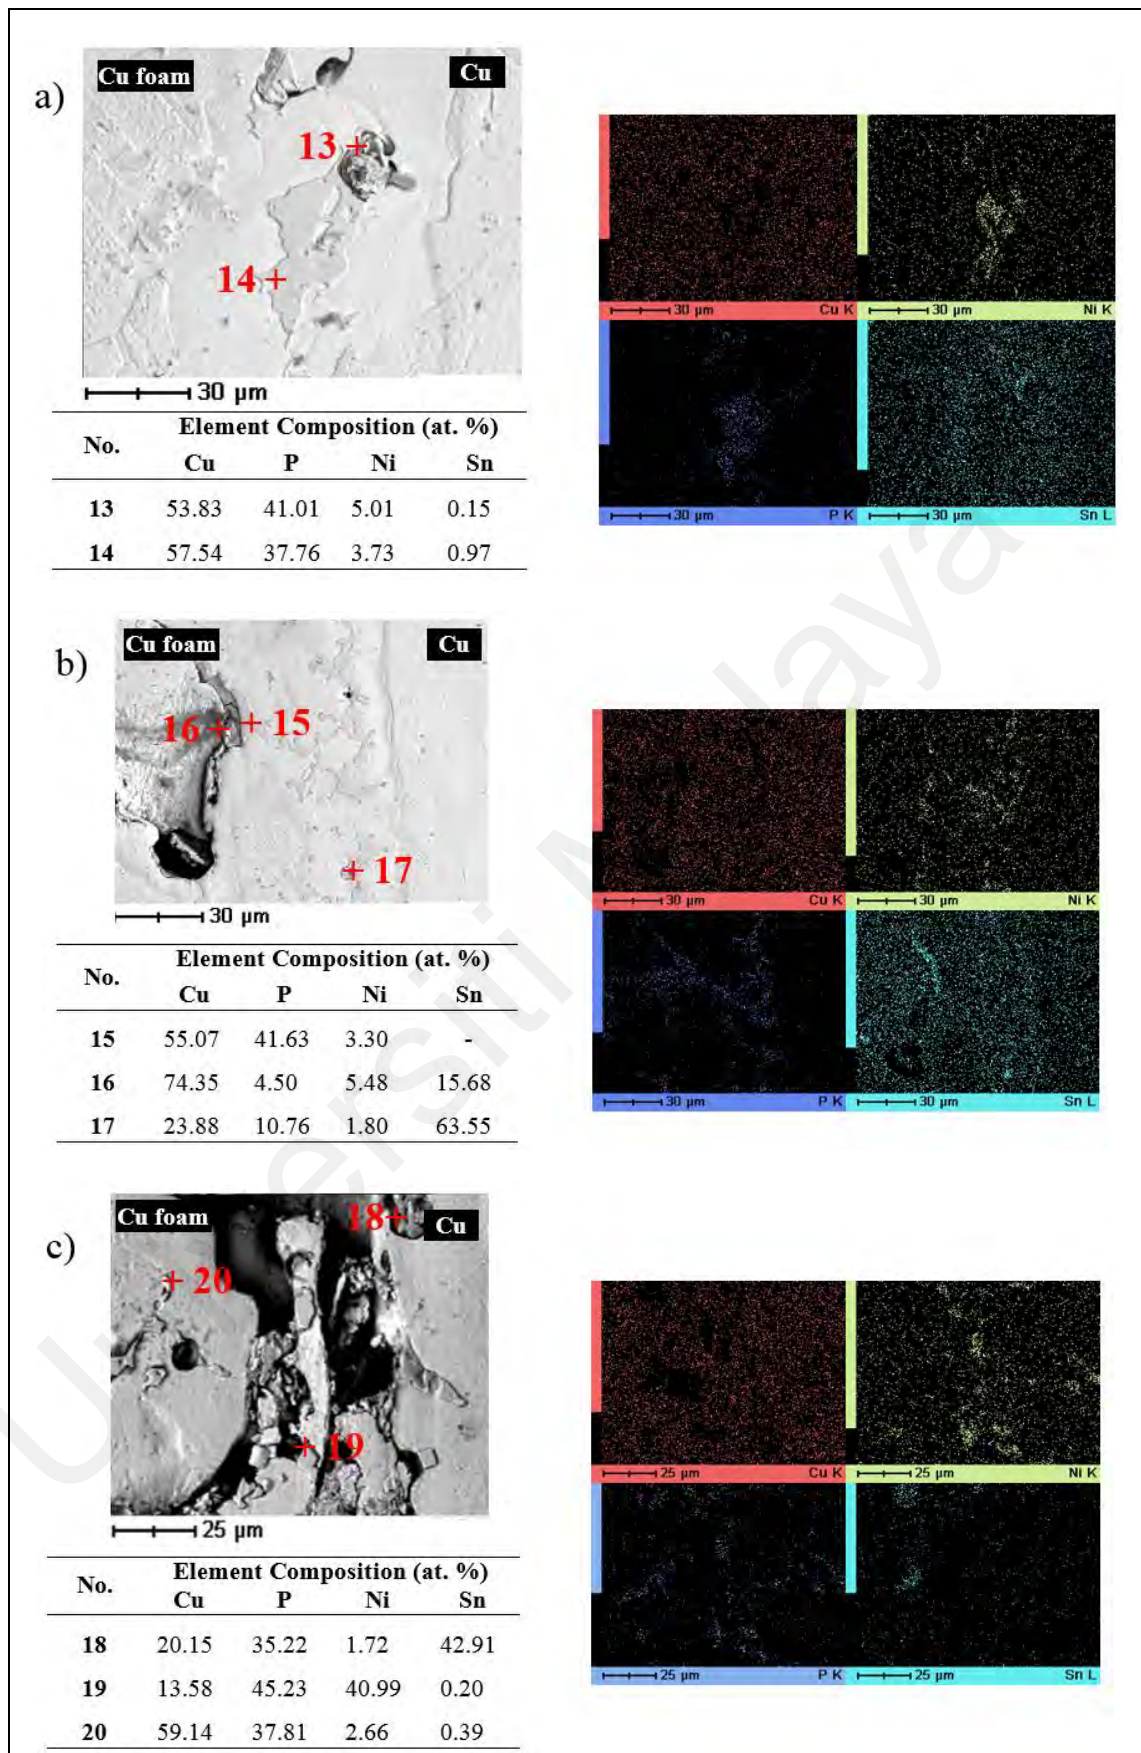 a)
Cu foam
Cu
13 +
14 +
30 µm
Cu K
30 µm
Ni K
30 µm
P K
30 µm
Sn L
30 µm
No. Element Composition (at. %)
Cu P Ni Sn
13 53.83 41.01 5.01 0.15
14 57.54 37.76 3.73 0.97
b)
Cu foam
Cu
16 + + 15
+ 17
30 µm
30 µm Cu K
30 µm Ni K
30 µm P K
30 µm Sn L
No. Element Composition (at. %)
Cu P Ni Sn
15 55.07 41.63 3.30 -
16 74.35 4.50 5.48 15.68
17 23.88 10.76 1.80 63.55
c)
Cu foam
18 + Cu
+ 20
+ 19
25 µm
25 µm Cu K
25 µm Ni K
25 µm P K
25 µm Sn L
No. Element Composition (at. %)
Cu P Ni Sn
18 20.15 35.22 1.72 42.91
19 13.58 45.23 40.99 0.20
20 59.14 37.81 2.66 0.39